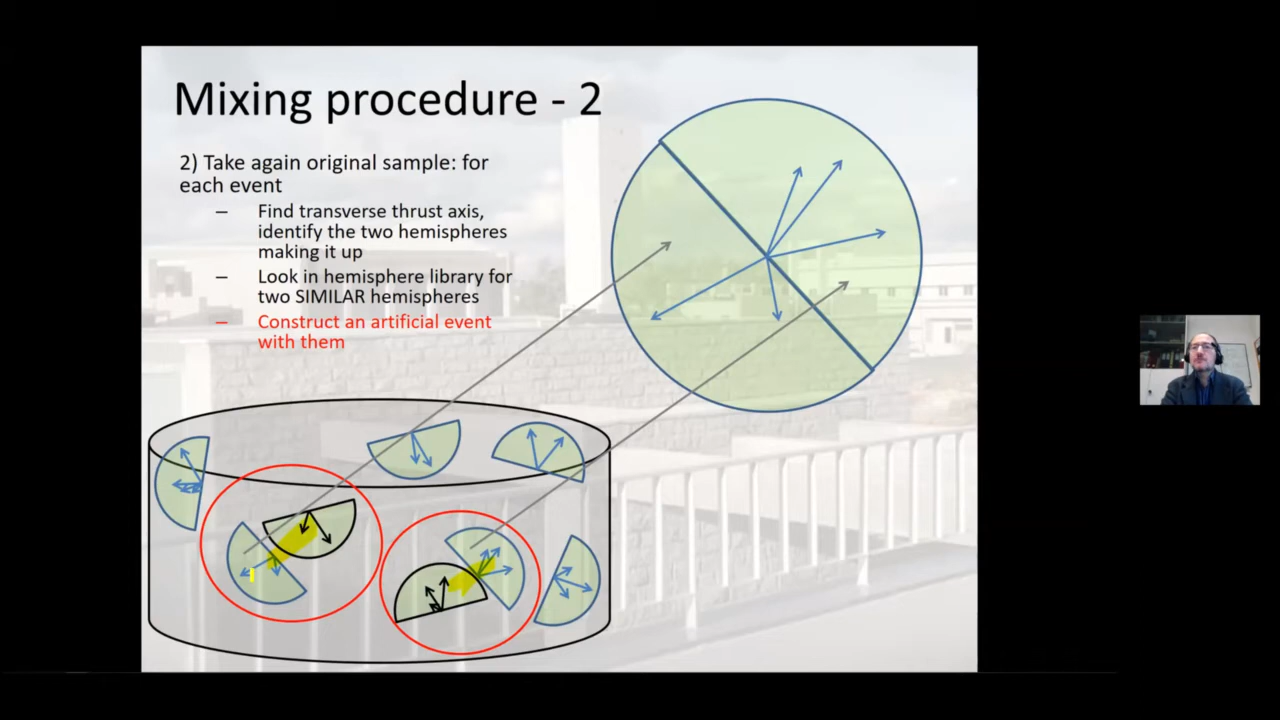 Mixing procedure - 2
2) Take again original sample: for
each event
– Find transverse thrust axis,
identify the two hemispheres
making it up
– Look in hemisphere library for
two SIMILAR hemispheres
– Construct an artificial event
with them